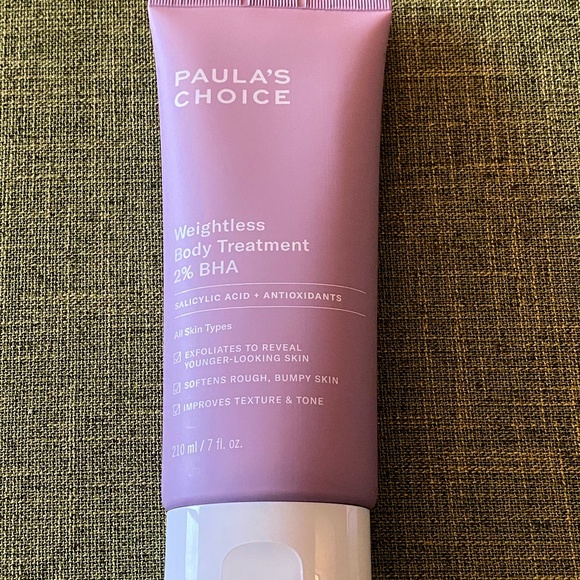 PAULA'S
CHOICE
Weightless
Body Treatment
2% BHA
SALICYLIC ACID + ANTIOXIDANTS
All Skin Types
EXFOLIATES TO REVEAL
YOUNGER-LOOKING SKIN
SOFTENS ROUGH, BUMPY SKIN
IMPROVES TEXTURE & TONE
210 ml / 7 fl. oz.